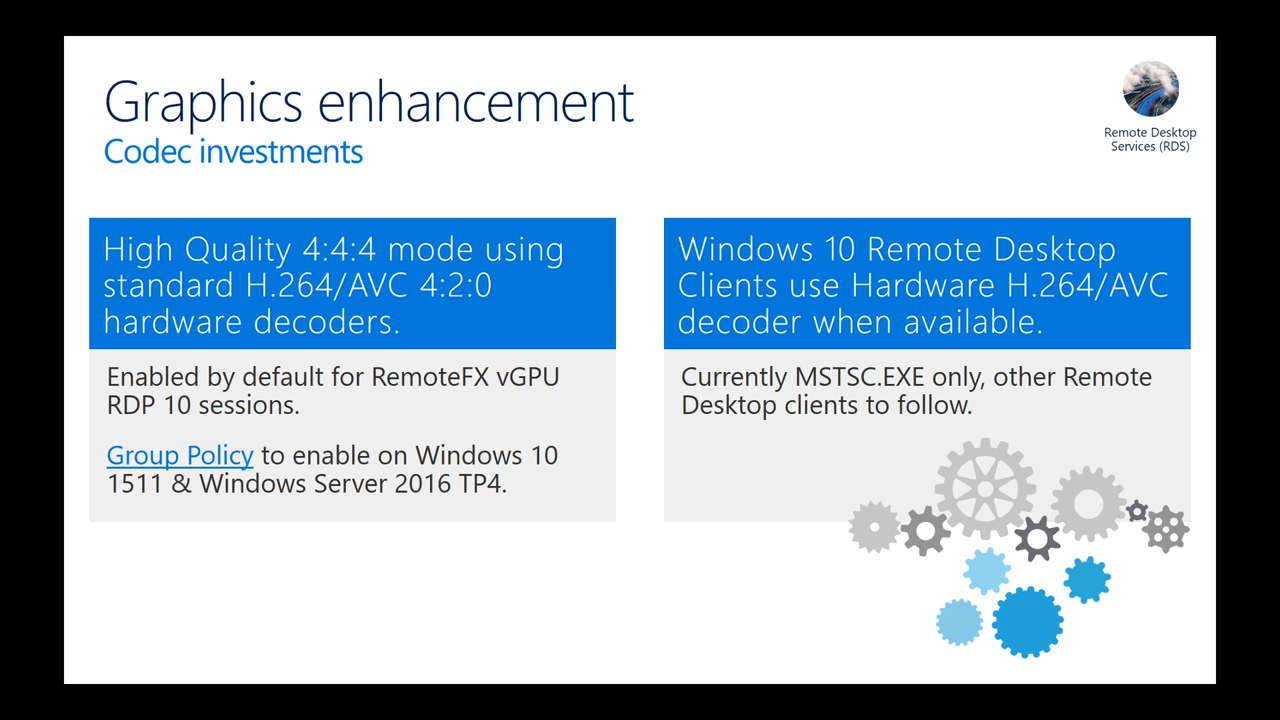 Graphics enhancement
Codec investments
Remote Desktop
Services (RDS)
High Quality 4:4:4 mode using
standard H.264/AVC 4:2:0
hardware decoders.
Enabled by default for RemoteFX vGPU
RDP 10 sessions.
Group Policy to enable on Windows 10
1511 & Windows Server 2016 TP4.
Windows 10 Remote Desktop
Clients use Hardware H.264/AVC
decoder when available.
Currently MSTSC.EXE only, other Remote
Desktop clients to follow.